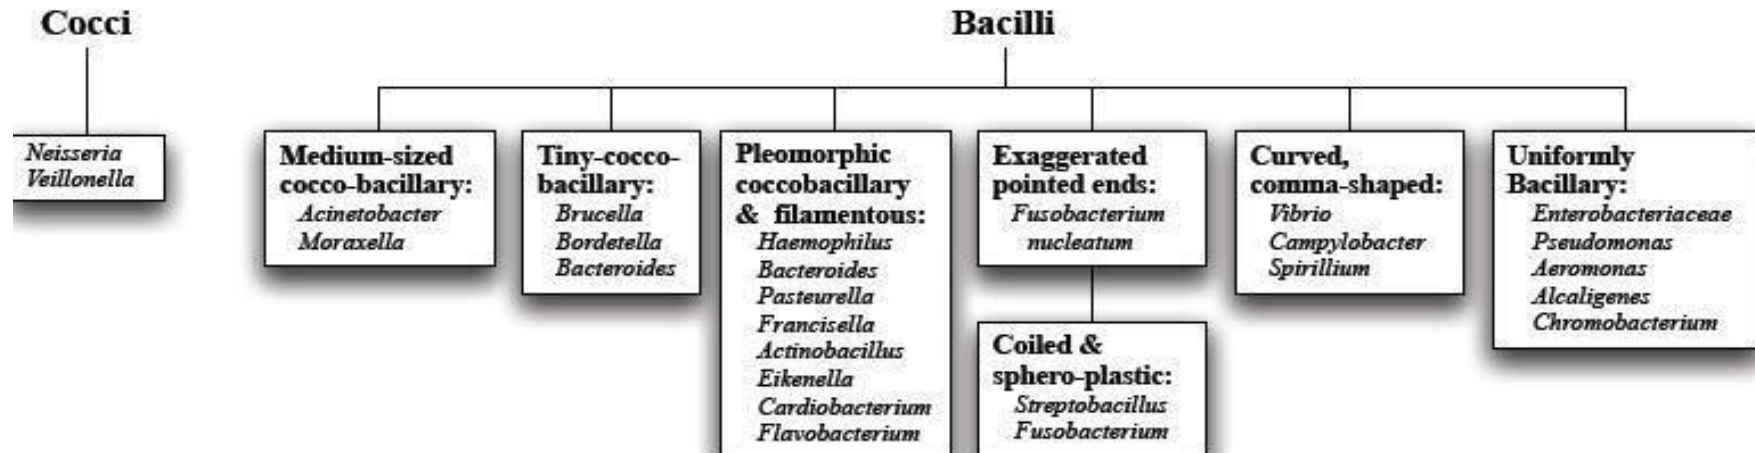 Cocci
Neisseria
Veillonella
Bacilli
Medium-sized
cocco-bacillary:
Acinetobacter
Moraxella
Tiny-cocco-
bacillary:
Brucella
Bordetella
Bacteroides
Pleomorphic
coccobacillary
& filamentous:
Haemophilus
Bacteroides
Pasteurella
Francisella
Actinobacillus
Eikenella
Cardiobacterium
Flavobacterium
Exaggerated
pointed ends:
Fusobacterium
nucleatum
Coiled &
sphero-plastic:
Streptobacillus
Fusobacterium
Curved,
comma-shaped:
Vibrio
Campylobacter
Spirillium
Uniformly
Bacillary:
Enterobacteriaceae
Pseudomonas
Aeromonas
Alcaligenes
Chromobacterium